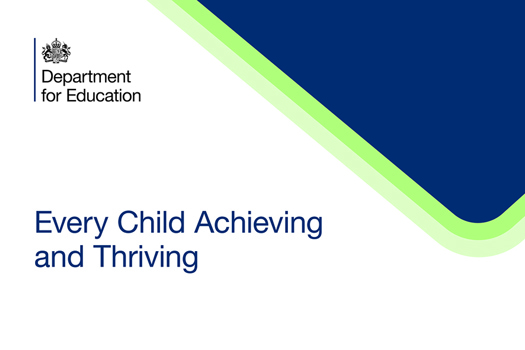 Department
for Education
Every Child Achieving
and Thriving